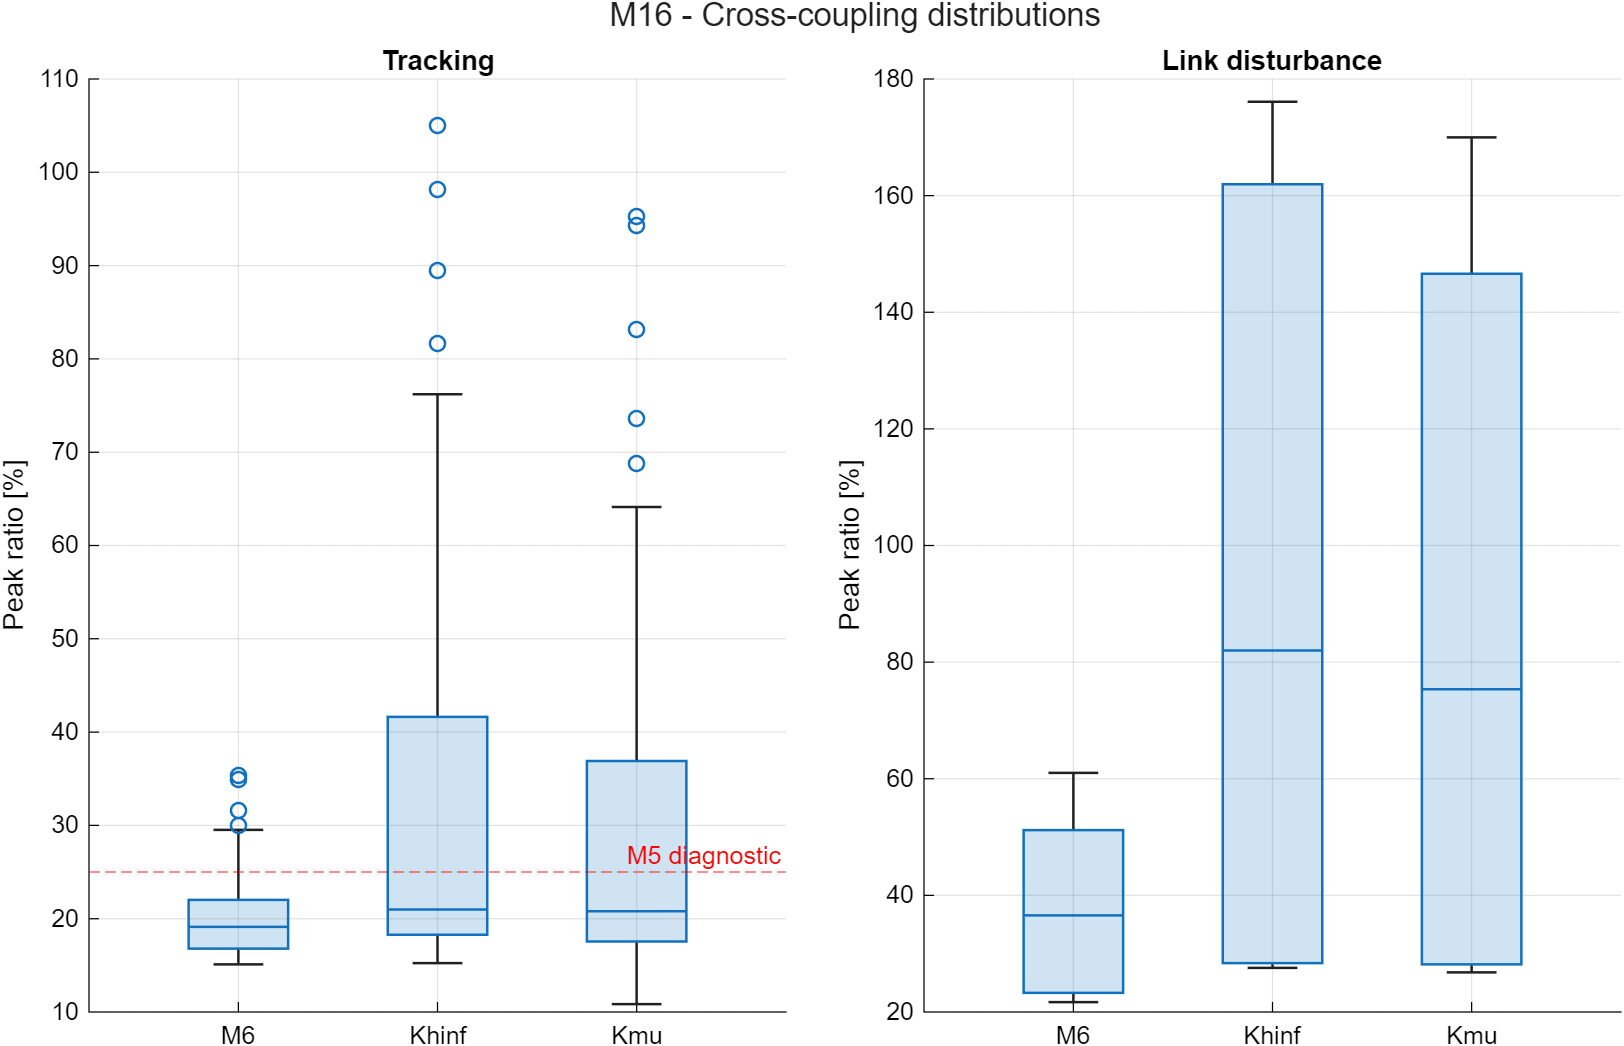 M16 - Cross-coupling distributions
Tracking
Peak ratio [%]
110
100
90
80
70
60
50
40
30
20
10
M5 diagnostic
M6
Khinf
Kmu
Link disturbance
Peak ratio [%]
180
160
140
120
100
80
60
40
20
M6
Khinf
Kmu